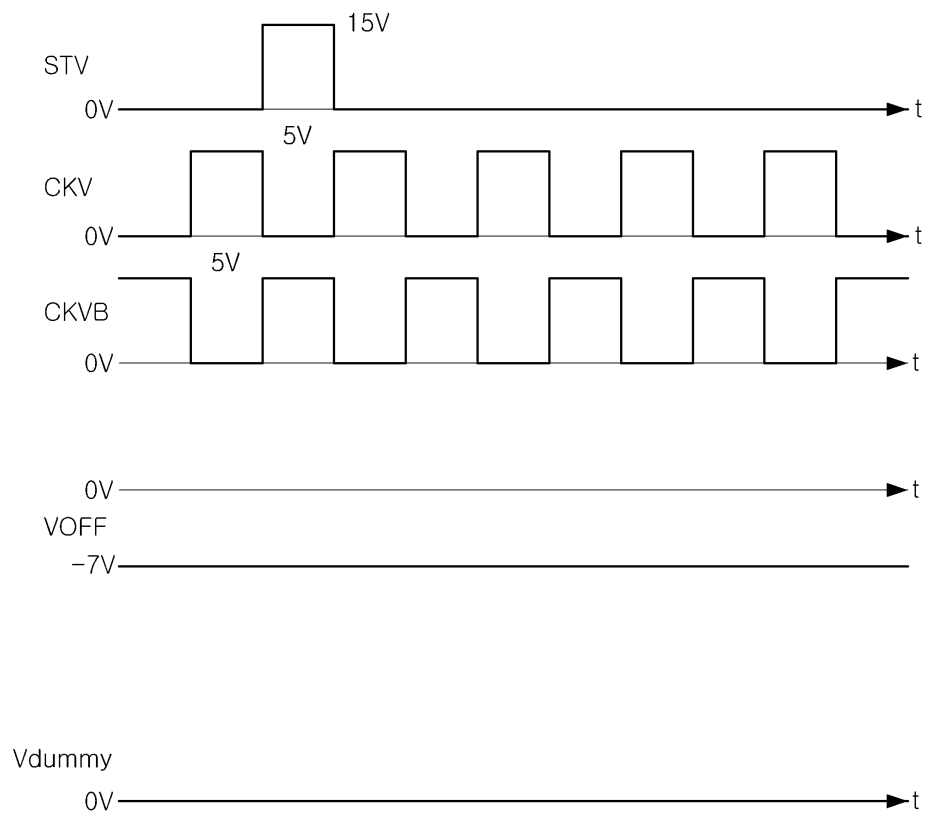 15V
STV
0V t
5V
CKV
0V t
5V
CKVB
0V t
0V t
VOFF
-7V
Vdummy
0V t